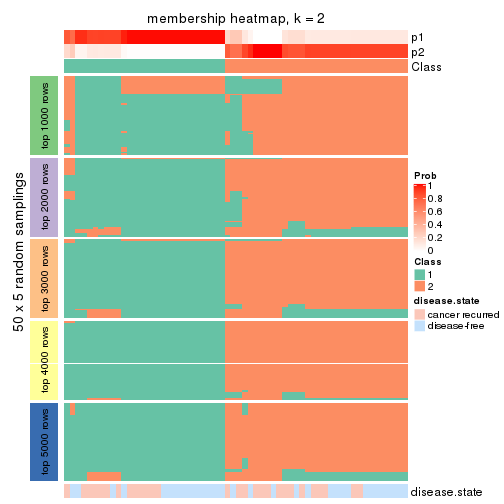 membership heatmap, k = 2
p1
p2
Class
50 x 5 random samplings
top 1000 rows
top 2000 rows
top 3000 rows
top 4000 rows
top 5000 rows
Prob
1
0.8
0.6
0.4
0.2
0
Class
1
2
disease.state
cancer recurred
disease-free
disease.state